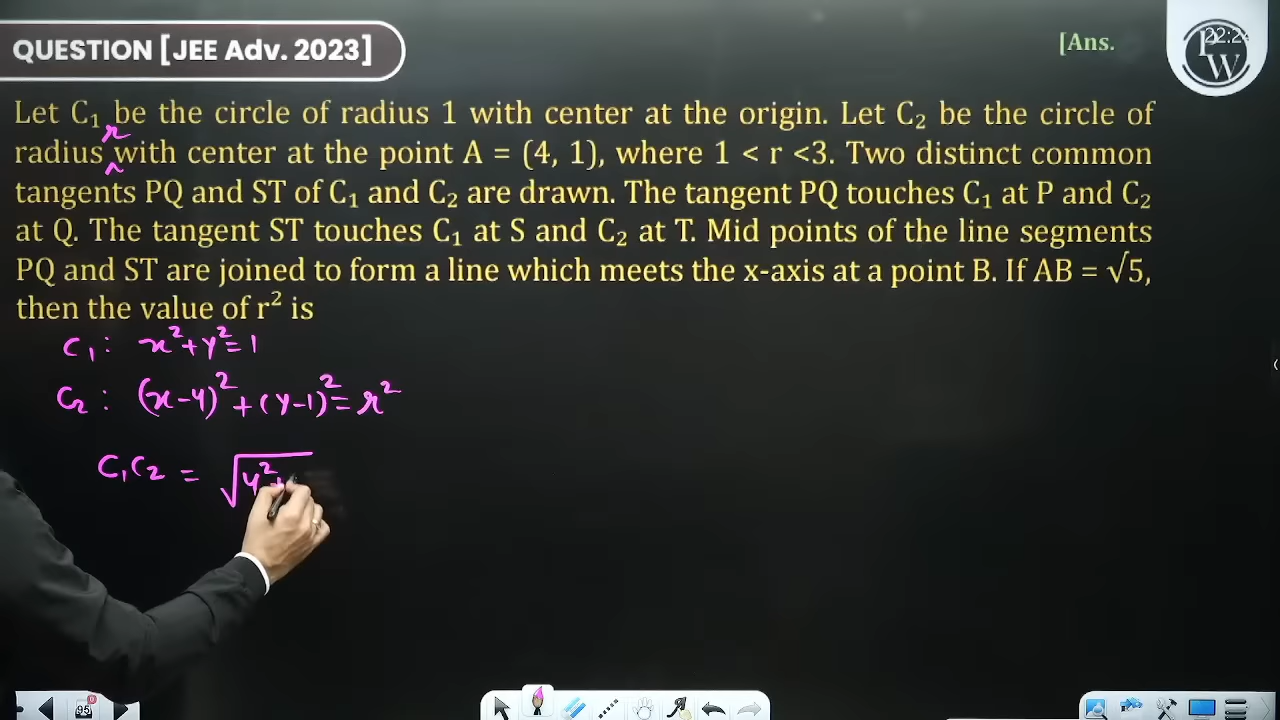 QUESTION [JEE Adv. 2023]
[Ans.
PW
Let C₁ be the circle of radius 1 with center at the origin. Let C₂ be the circle of
r
radius with center at the point A = (4, 1), where 1 < r <3. Two distinct common
tangents PQ and ST of C₁ and C₂ are drawn. The tangent PQ touches C₁ at P and C₂
at Q. The tangent ST touches C₁ at S and C₂ at T. Mid points of the line segments
PQ and ST are joined to form a line which meets the x-axis at a point B. If AB = √5,
then the value of r² is
C₁ : x²+y²=1
C₂ : (x-4)²+(y-1)²=r²
C₁C₂ = √4²+
95